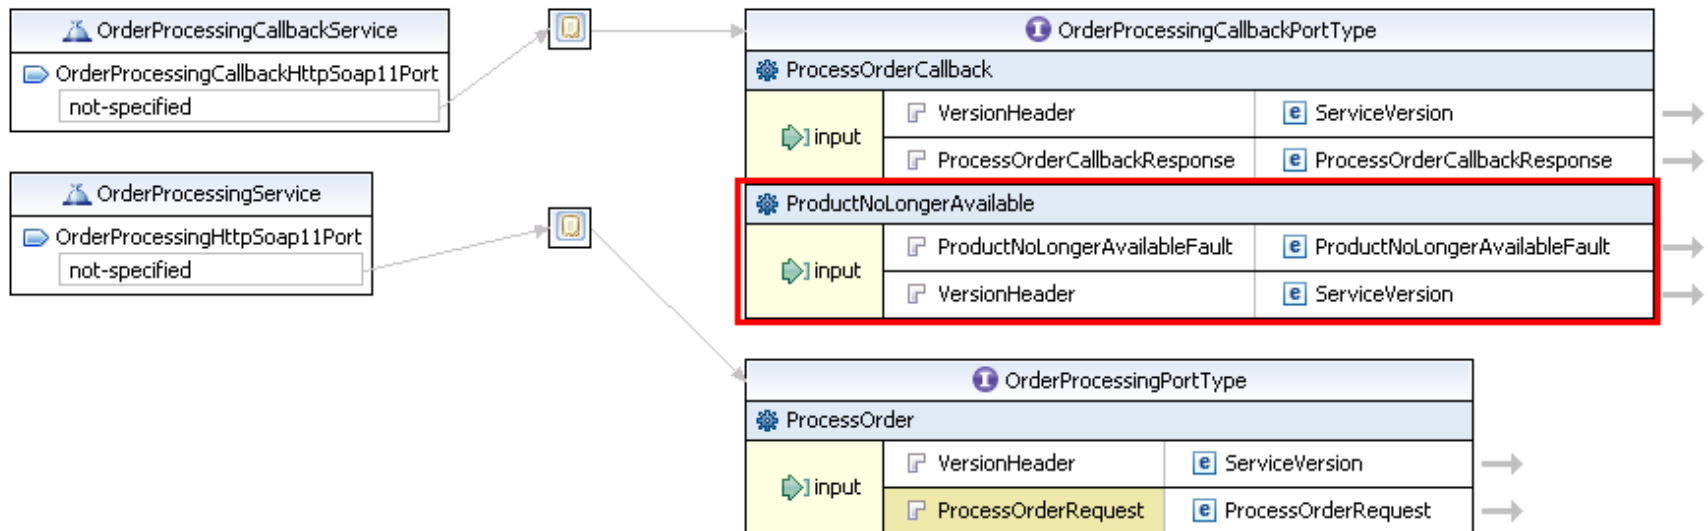 OrderProcessingCallbackService
OrderProcessingCallbackHttpSoap11Port
not-specified
OrderProcessingService
OrderProcessingHttpSoap11Port
not-specified
OrderProcessingCallbackPortType
ProcessOrderCallback
input
VersionHeader e ServiceVersion
ProcessOrderCallbackResponse e ProcessOrderCallbackResponse
ProductNoLongerAvailable
input
ProductNoLongerAvailableFault e ProductNoLongerAvailableFault
VersionHeader e ServiceVersion
I OrderProcessingPortType
ProcessOrder
input
VersionHeader e ServiceVersion
ProcessOrderRequest e ProcessOrderRequest